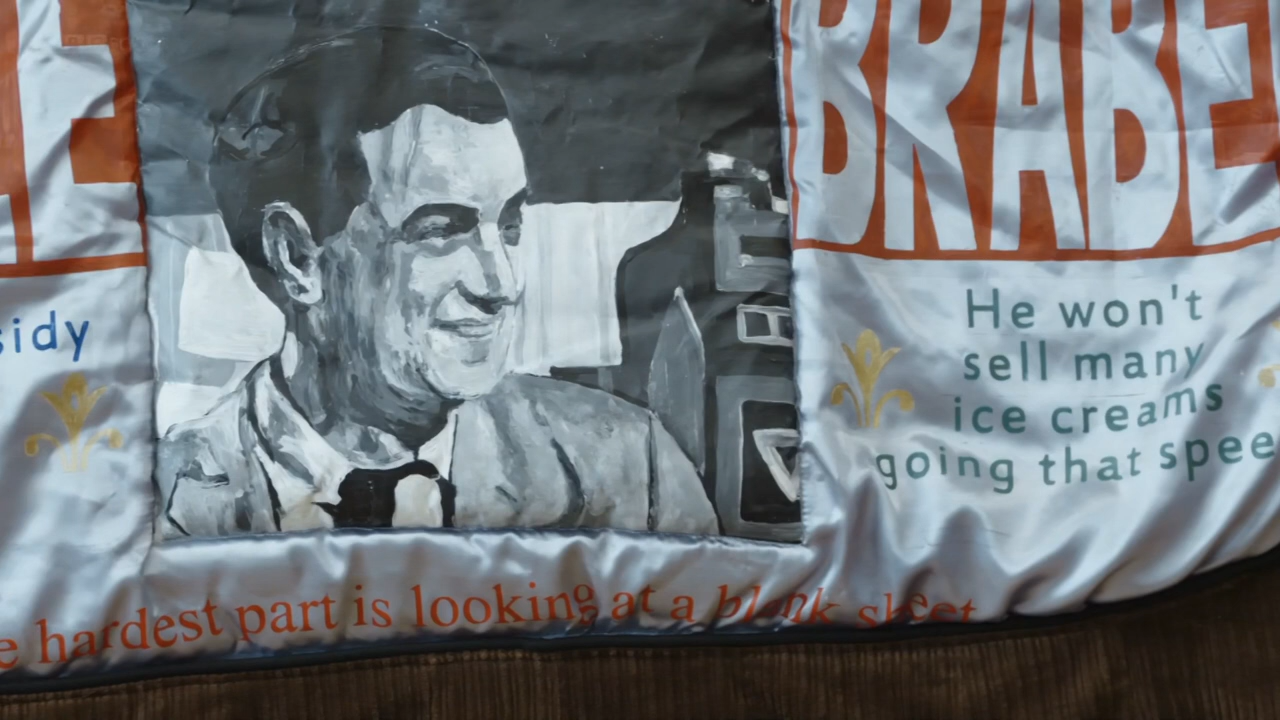 BRABE
sidy
He won't
sell many
ice creams
going that spee
e hardest part is looking at a blank sheet